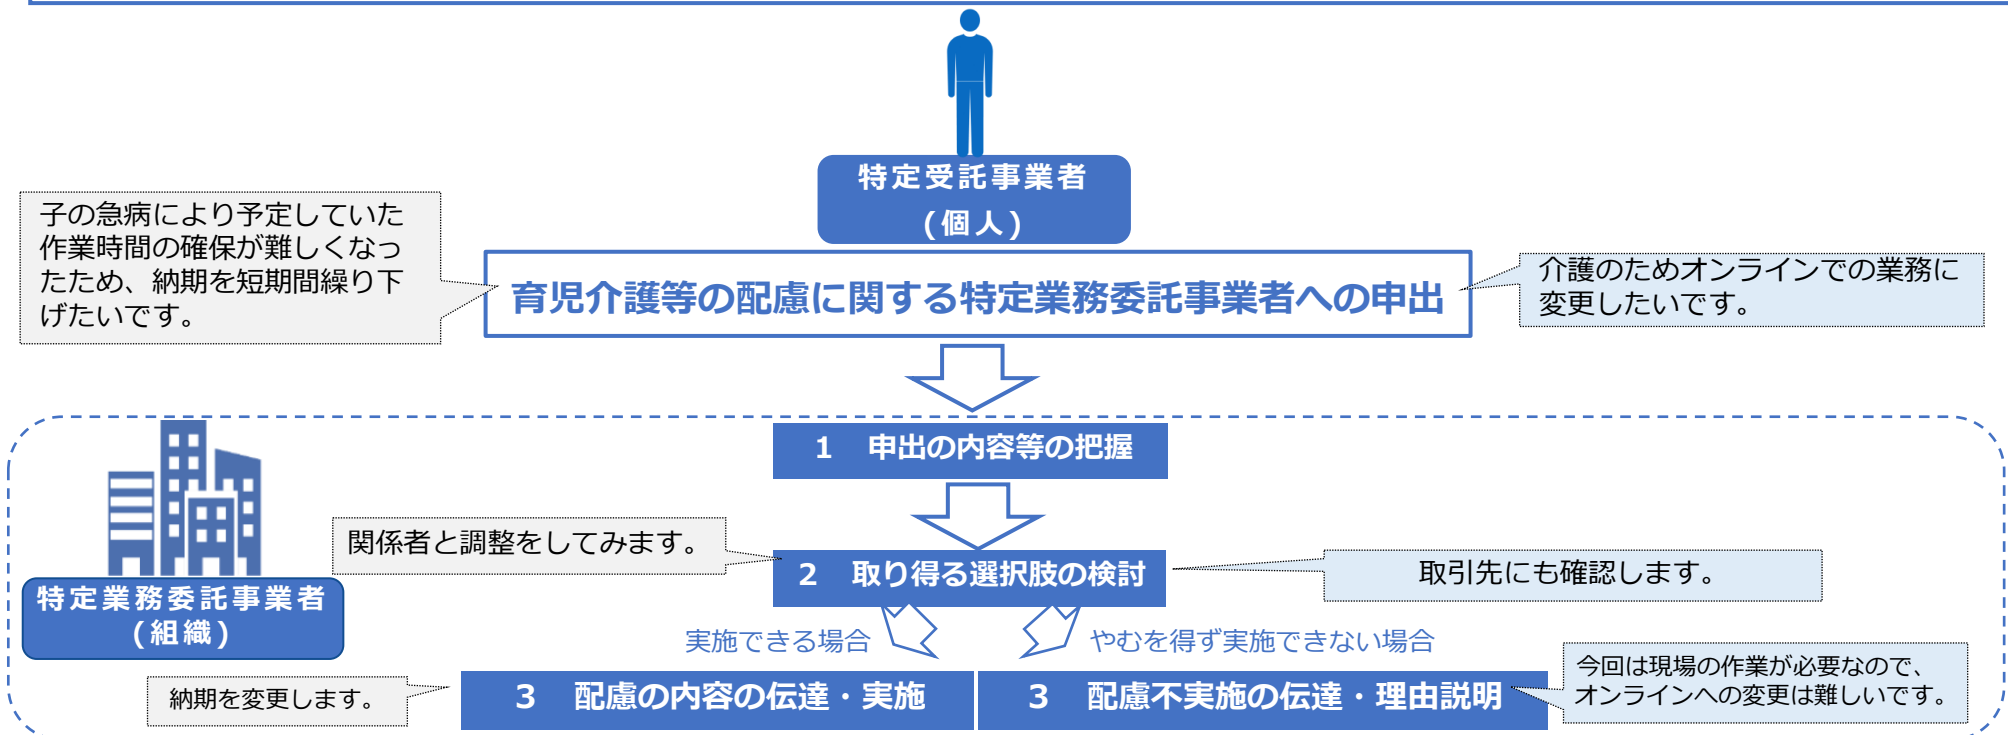 特定受託事業者
(個人)
子の急病により予定していた
作業時間の確保が難しくなっ
たため、納期を短期間繰り下
げたいです。
育児介護等の配慮に関する特定業務委託事業者への申出
介護のためオンラインでの業務に
変更したいです。
1 申出の内容等の把握
関係者と調整をしてみます。
2 取り得る選択肢の検討
取引先にも確認します。
特定業務委託事業者
(組織)
実施できる場合
やむを得ず実施できない場合
納期を変更します。
3 配慮の内容の伝達・実施
3 配慮不実施の伝達・理由説明
今回は現場の作業が必要なので、
オンラインへの変更は難しいです。